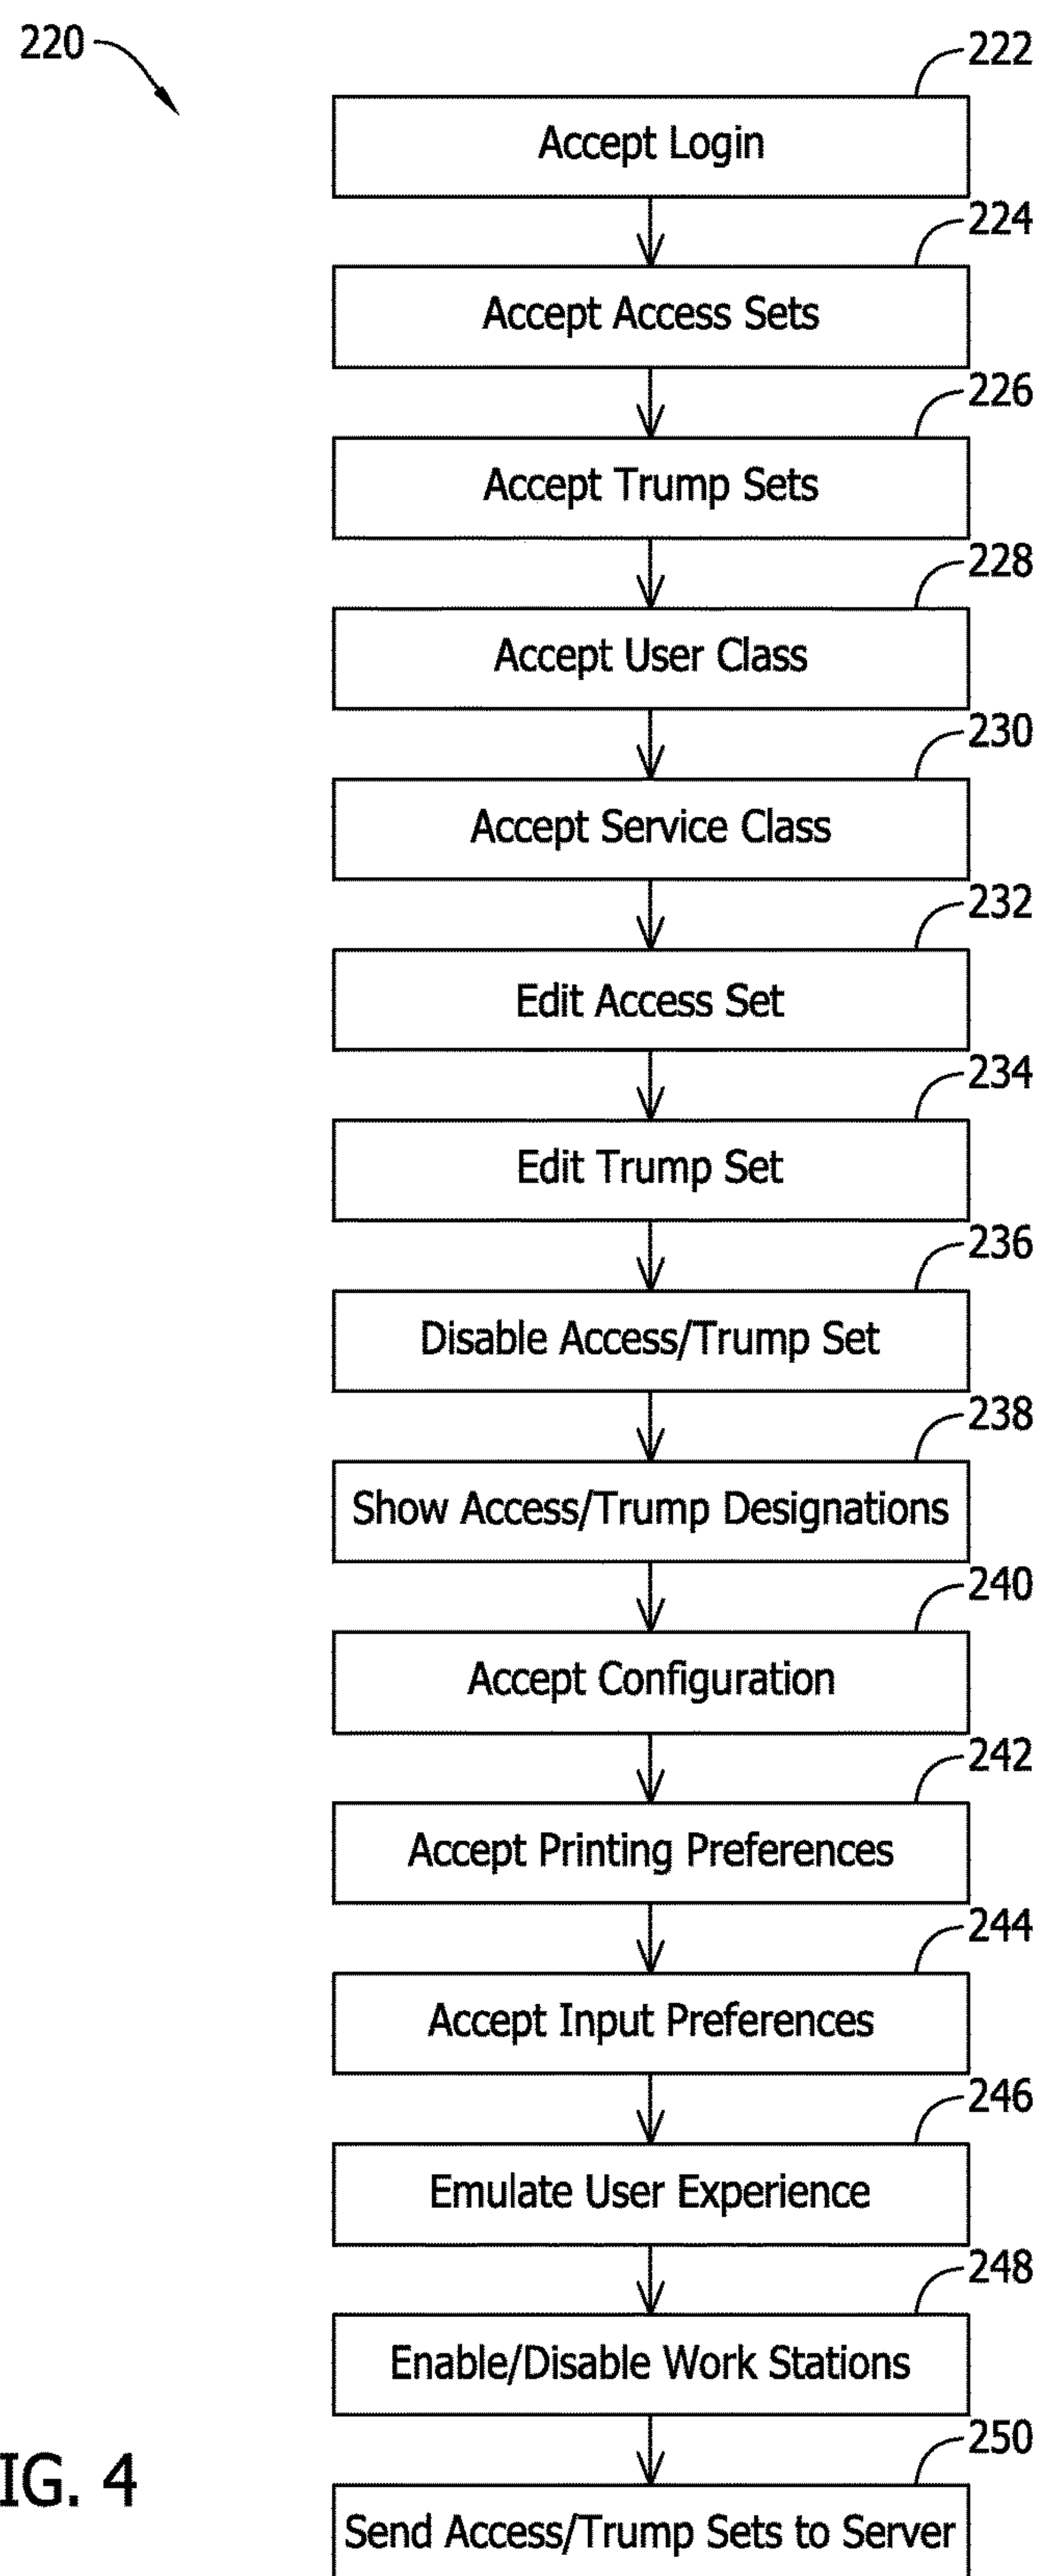 220
222
Accept Login
224
Accept Access Sets
226
Accept Trump Sets
228
Accept User Class
230
Accept Service Class
232
Edit Access Set
234
Edit Trump Set
236
Disable Access/Trump Set
238
Show Access/Trump Designations
240
Accept Configuration
242
Accept Printing Preferences
244
Accept Input Preferences
246
Emulate User Experience
248
Enable/Disable Work Stations
250
IG. 4
Send Access/Trump Sets to Server